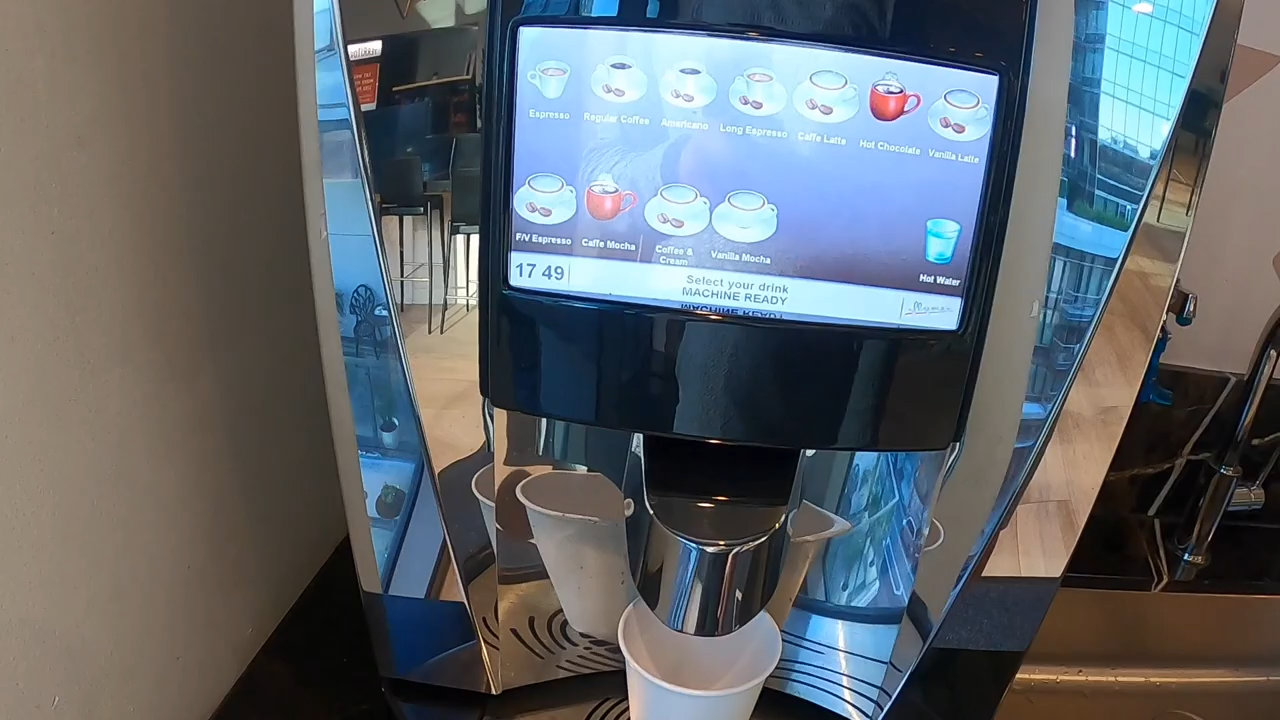 Espresso
Regular Coffee
Americano
Long Espresso
Caffe Latte
Hot Chocolate
Vanilla Latte
F/V Espresso
Caffe Mocha
Coffee &
Cream
Vanilla Mocha
Hot Water
17 49
Select your drink
MACHINE READY